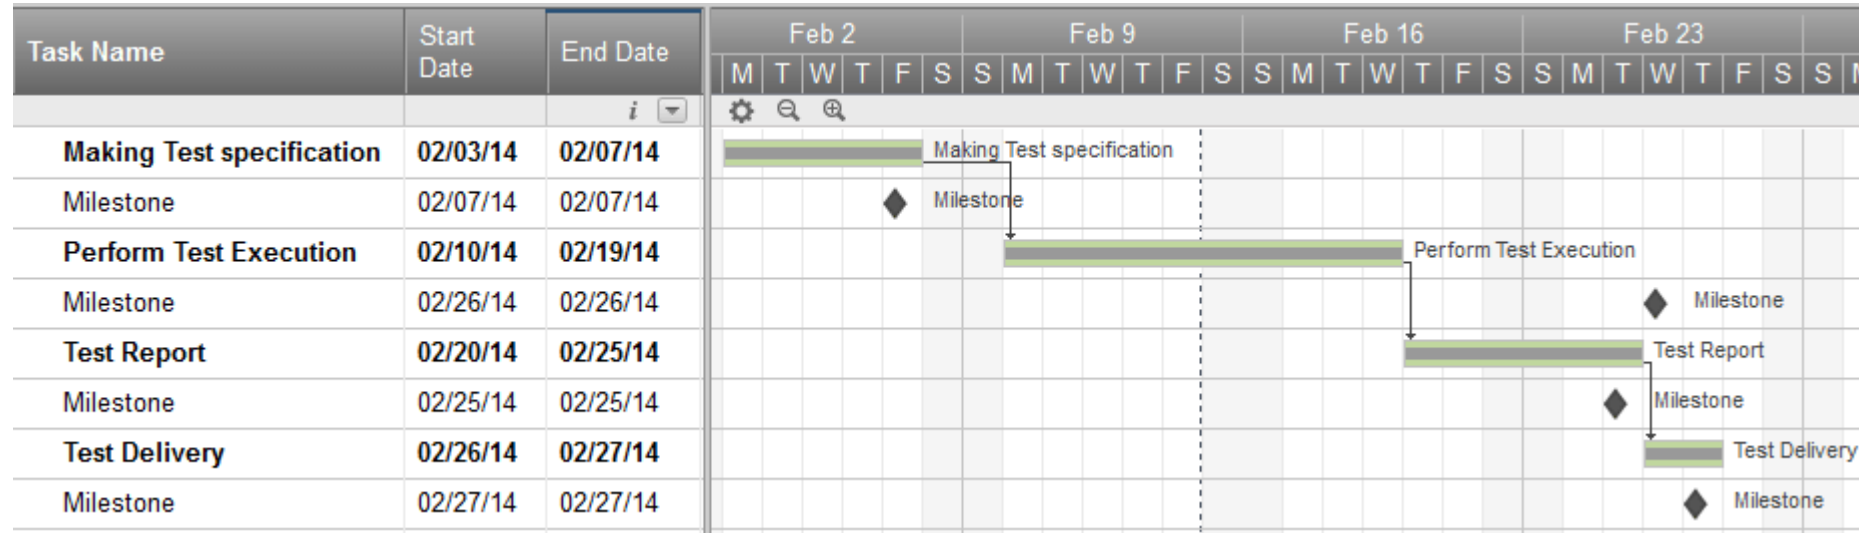 Task Name Start Date End Date Feb 2 Feb 9 Feb 16 Feb 23
M T W T F S S M T W T F S S M T W T F S S M T W T F S S
i
Making Test specification 02/03/14 02/07/14 Making Test specification
Milestone 02/07/14 02/07/14 Milestone
Perform Test Execution 02/10/14 02/19/14 Perform Test Execution
Milestone 02/26/14 02/26/14 Milestone
Test Report 02/20/14 02/25/14 Test Report
Milestone 02/25/14 02/25/14 Milestone
Test Delivery 02/26/14 02/27/14 Test Delivery
Milestone 02/27/14 02/27/14 Milestone